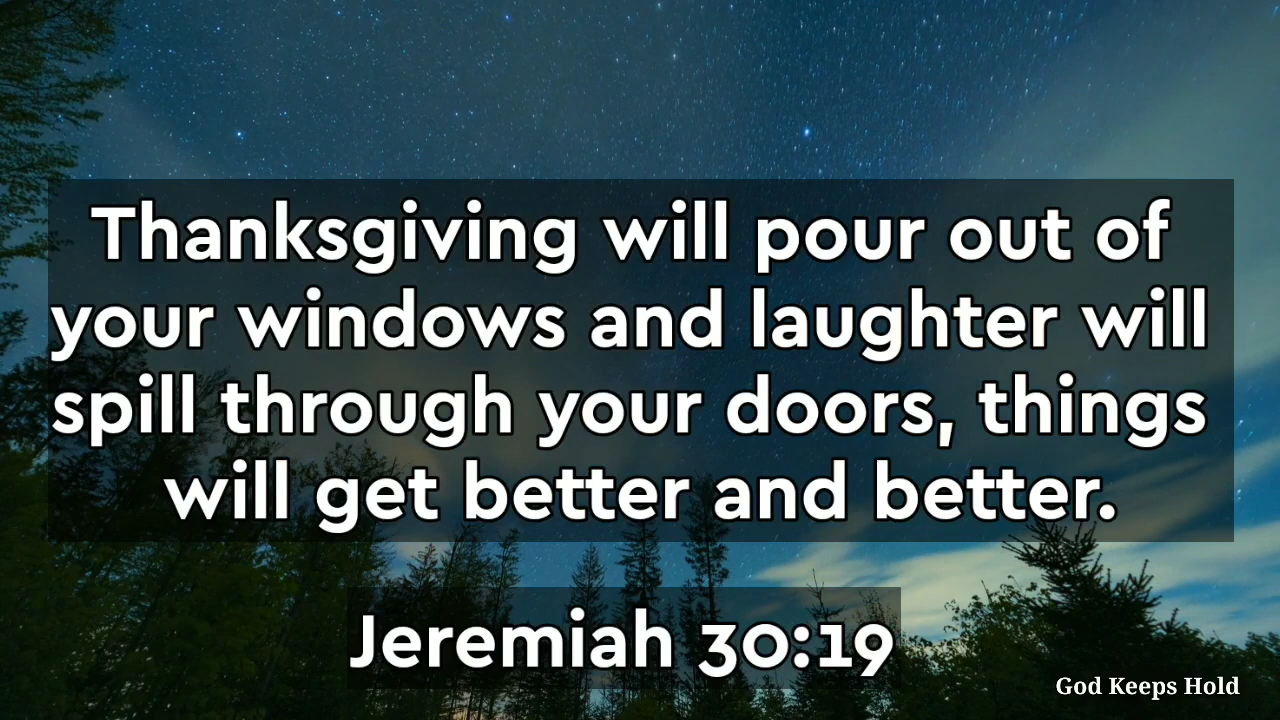 Thanksgiving will pour out of
your windows and laughter will
spill through your doors, things
will get better and better.
Jeremiah 30:19
God Keeps Hold